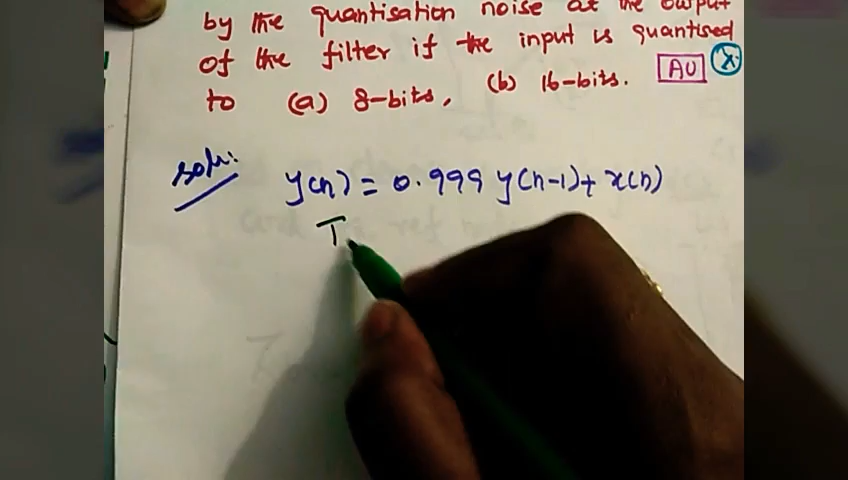 by the quantisation noise at the output
of the filter if the input is quantised
to (a) 8-bits, (b) 16-bits. AU X
soln:
y(n) = 0.999 y(n-1) + x(n)
T